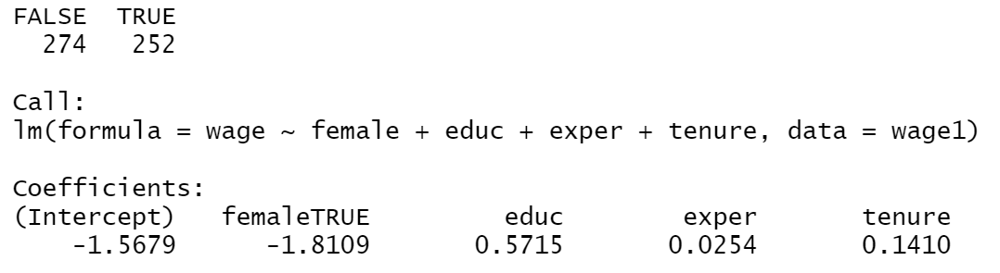 FALSE TRUE
274 252
Call:
lm(formula = wage ~ female + educ + exper + tenure, data = wage1)
Coefficients:
(Intercept) femaleTRUE educ exper tenure
-1.5679 -1.8109 0.5715 0.0254 0.1410